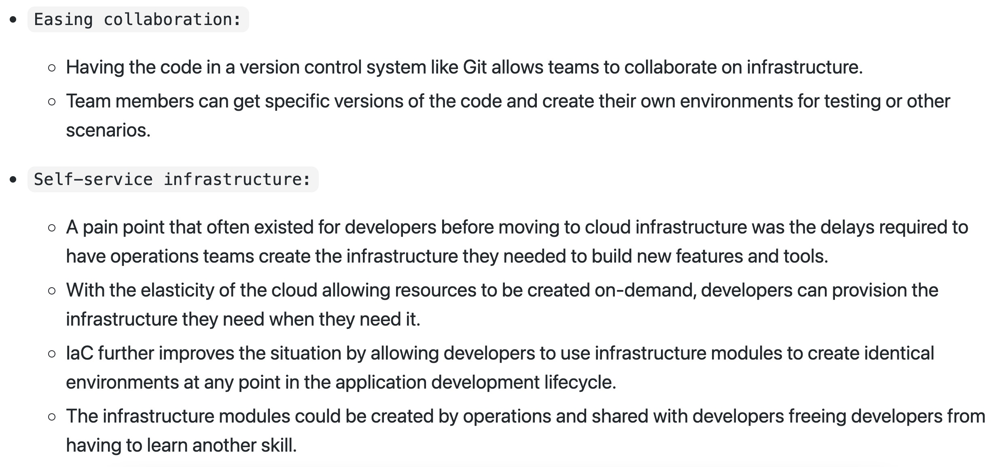 Easing collaboration:
Having the code in a version control system like Git allows teams to collaborate on infrastructure.
Team members can get specific versions of the code and create their own environments for testing or other
scenarios.
Self-service infrastructure:
A pain point that often existed for developers before moving to cloud infrastructure was the delays required to
have operations teams create the infrastructure they needed to build new features and tools.
With the elasticity of the cloud allowing resources to be created on-demand, developers can provision the
infrastructure they need when they need it.
IaC further improves the situation by allowing developers to use infrastructure modules to create identical
environments at any point in the application development lifecycle.
The infrastructure modules could be created by operations and shared with developers freeing developers from
having to learn another skill.